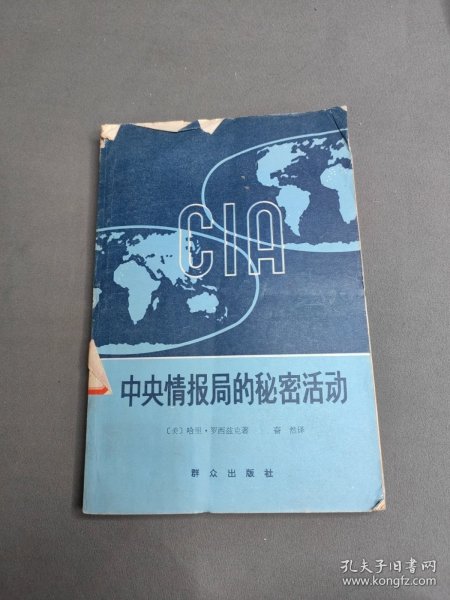 CIA
中央情报局的秘密活动
〔美〕哈里·罗西兹克著 奋然译
群众出版社
孔夫子旧书网
www.kongfz.com